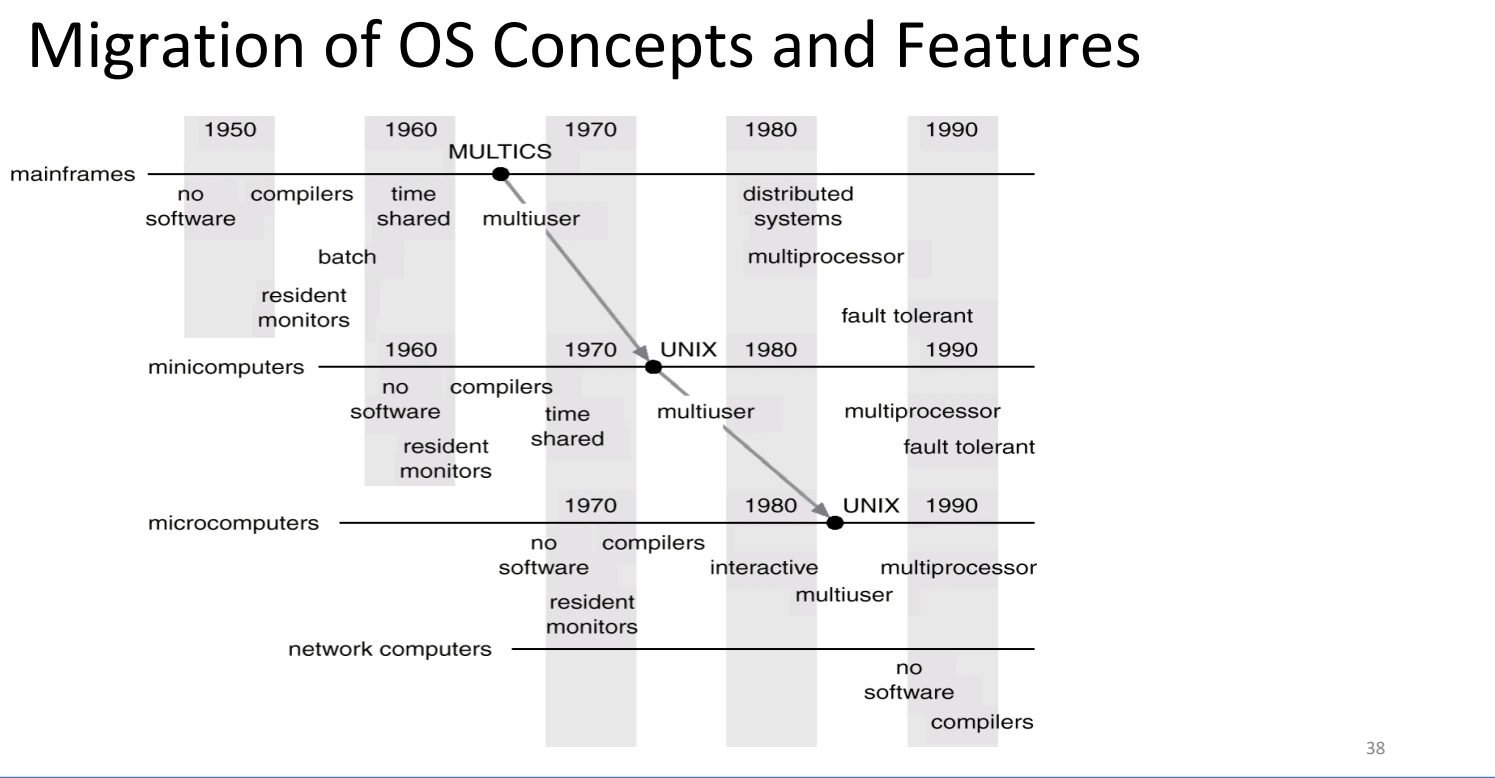 Migration of OS Concepts and Features
1950 1960 1970 1980 1990
MULTICS
mainframes
no compilers time distributed
software shared multiuser systems
batch multiprocessor
resident
monitors fault tolerant
1960 1970 UNIX 1980 1990
minicomputers
no compilers
software time multiuser multiprocessor
shared
resident fault tolerant
monitors
1970 1980 UNIX 1990
microcomputers
no compilers
software interactive multiprocessor
multiuser
resident
monitors
network computers
no
software
compilers
38